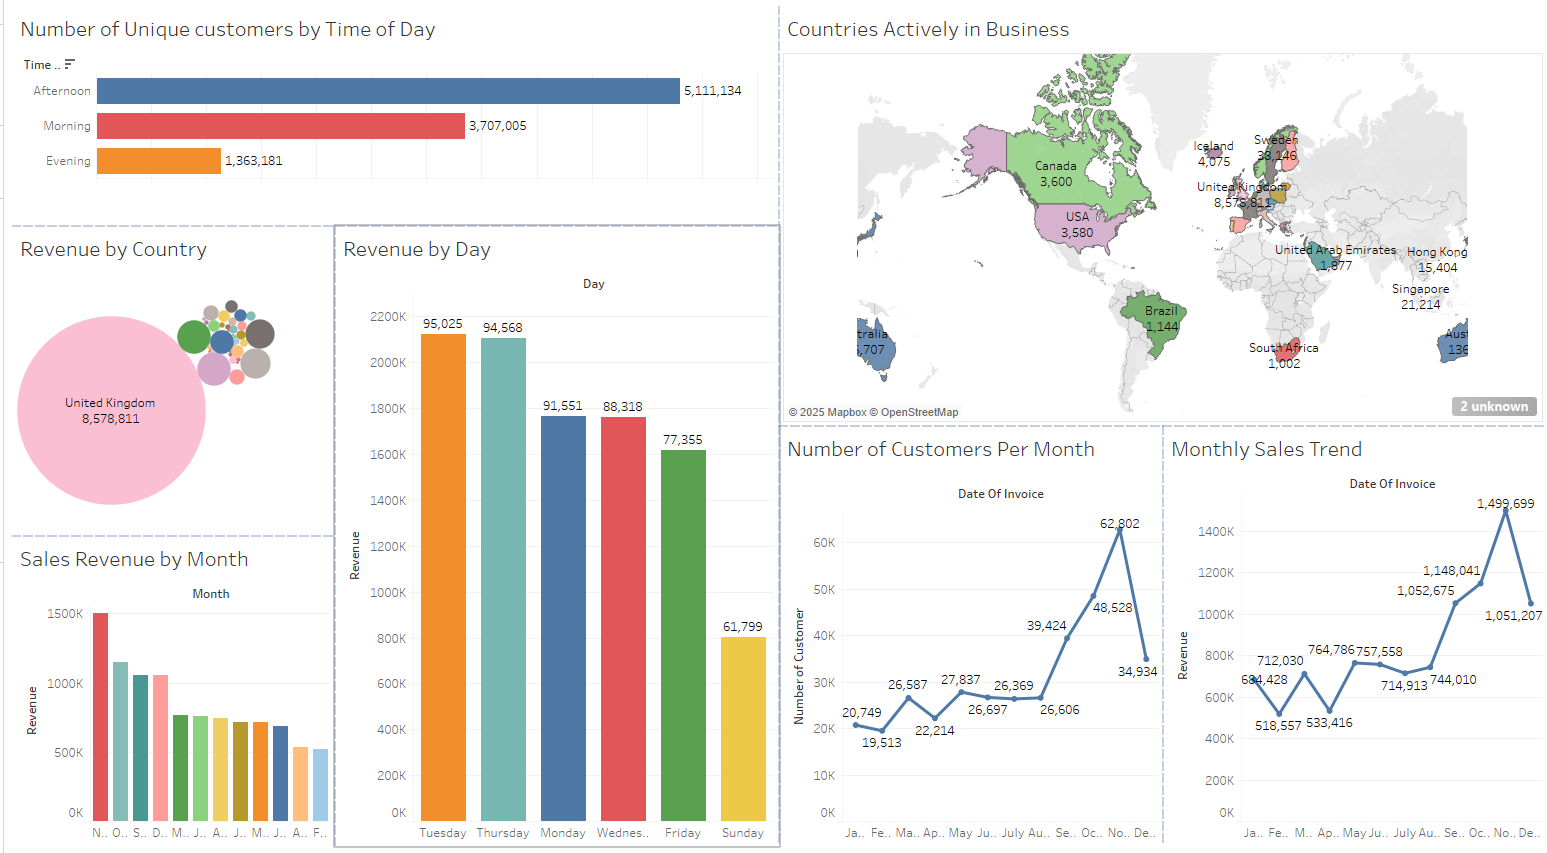 Number of Unique customers by Time of Day
Time ..
Afternoon 5,111,134
Morning 3,707,005
Evening 1,363,181
Countries Actively in Business
Canada
3,600
USA
3,580
Brazil
1,144
Iceland
4,075
Sweden
38,146
United Kingdom
8,578,811
United Arab Emirates
1,877
Hong Kong
15,404
Singapore
21,214
South Africa
1,002
tralia
,707
Aust
136
© 2025 Mapbox © OpenStreetMap
2 unknown
Revenue by Country
United Kingdom
8,578,811
Revenue by Day
Day
Revenue
2200K
2000K
1800K
1600K
1400K
1200K
1000K
800K
600K
400K
200K
0K
95,025
94,568
91,551
88,318
77,355
61,799
Tuesday Thursday Monday Wednes.. Friday Sunday
Sales Revenue by Month
Month
Revenue
1500K
1000K
500K
0K
N.. O.. S.. D.. M.. J.. A.. J.. M.. J.. A.. F..
Number of Customers Per Month
Date Of Invoice
Number of Customer
60K
50K
40K
30K
20K
10K
0K
20,749
19,513
26,587
22,214
27,837
26,697
26,369
26,606
39,424
48,528
62,802
34,934
Ja.. Fe.. Ma.. Ap.. May Ju.. July Au.. Se.. Oc.. No.. De..
Monthly Sales Trend
Date Of Invoice
Revenue
1400K
1200K
1000K
800K
600K
400K
200K
0K
684,428
518,557
712,030
533,416
764,786
757,558
714,913
744,010
1,052,675
1,148,041
1,499,699
1,051,207
Ja.. Fe.. M.. Ap.. May Ju.. July Au.. Se.. Oc.. No.. De..